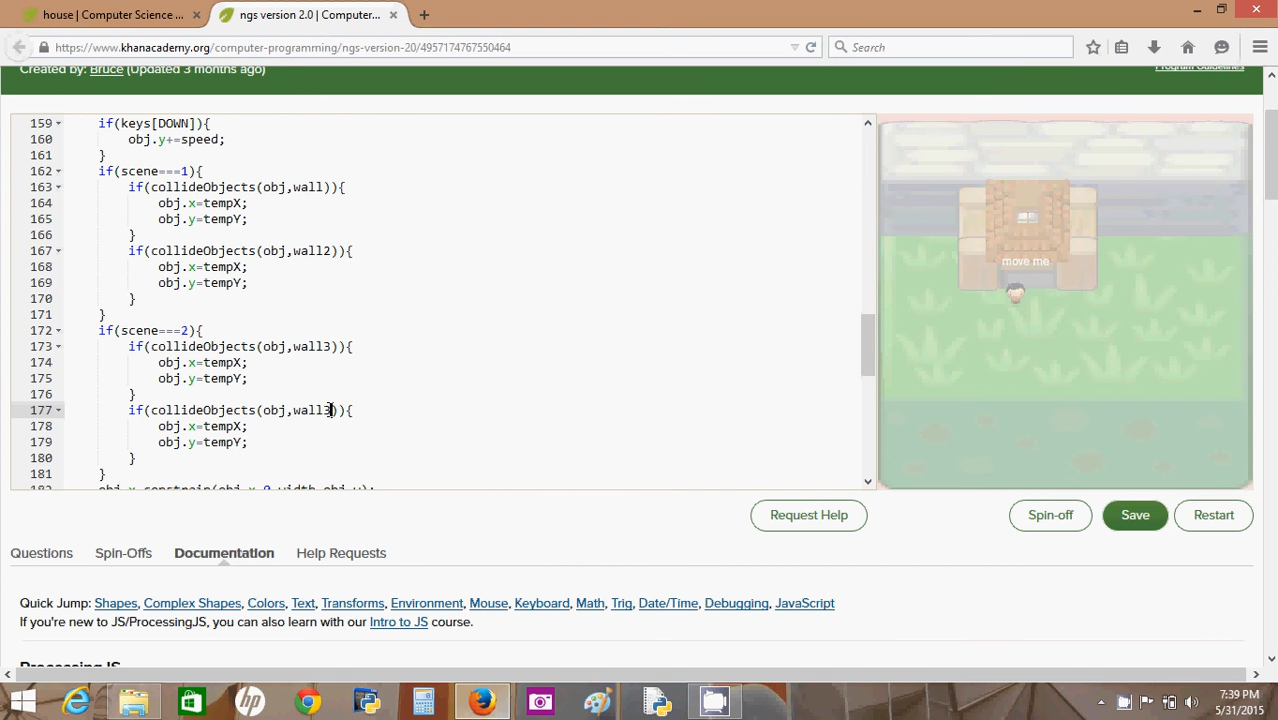 house | Computer Science ...
ngs version 2.0 | Computer...
https://www.khanacademy.org/computer-programming/ngs-version-20/4957174767550464
Search
Created by: Bruce (Updated 3 months ago)
Program Guidelines
159 if(keys[DOWN]){
160 obj.y+=speed;
161 }
162 if(scene===1){
163 if(collideObjects(obj,wall)){
164 obj.x=tempX;
165 obj.y=tempY;
166 }
167 if(collideObjects(obj,wall2)){
168 obj.x=tempX;
169 obj.y=tempY;
170 }
171 }
172 if(scene===2){
173 if(collideObjects(obj,wall3)){
174 obj.x=tempX;
175 obj.y=tempY;
176 }
177 if(collideObjects(obj,wall3)){
178 obj.x=tempX;
179 obj.y=tempY;
180 }
181 }
move me
Request Help
Spin-off
Save
Restart
Questions
Spin-Offs
Documentation
Help Requests
Quick Jump: Shapes, Complex Shapes, Colors, Text, Transforms, Environment, Mouse, Keyboard, Math, Trig, Date/Time, Debugging, JavaScript
If you're new to JS/ProcessingJS, you can also learn with our Intro to JS course.
ProcessingJS
hp
7:39 PM
5/31/2015